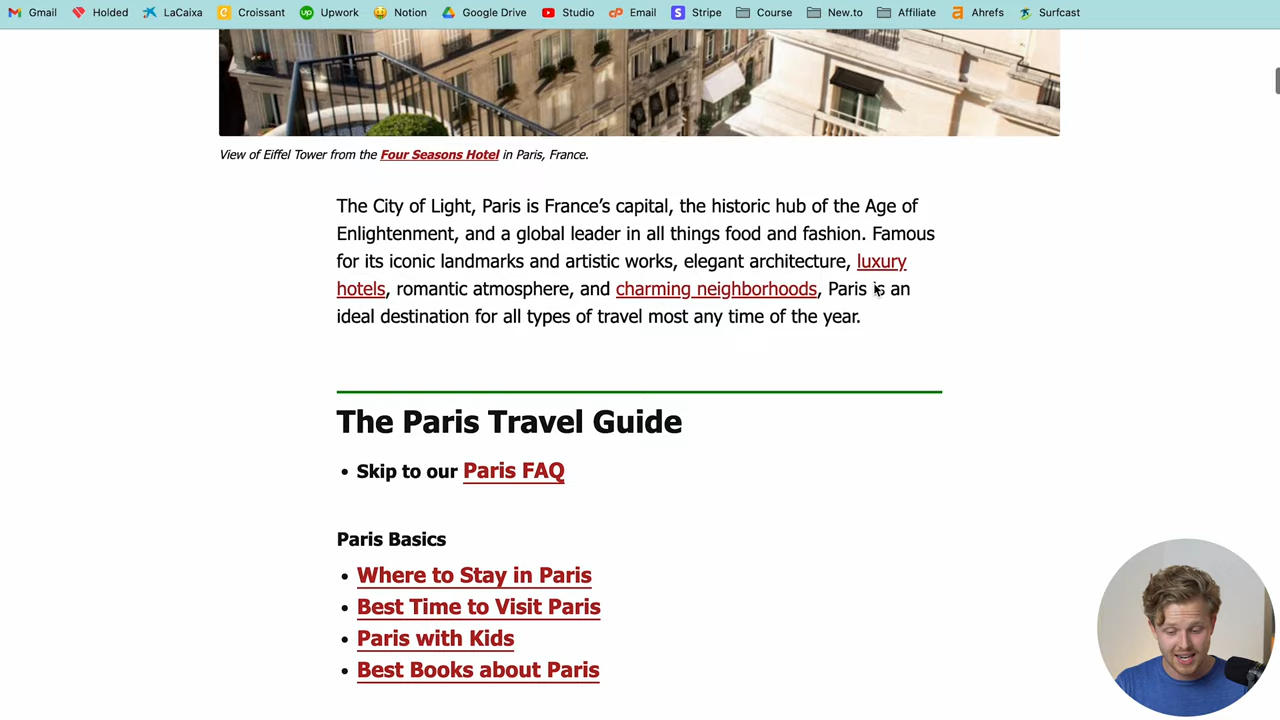 Gmail Holded LaCaixa Croissant Upwork Notion Google Drive Studio Email Stripe Course New.to Affiliate Ahrefs Surfcast
View of Eiffel Tower from the Four Seasons Hotel in Paris, France.
The City of Light, Paris is France’s capital, the historic hub of the Age of
Enlightenment, and a global leader in all things food and fashion. Famous
for its iconic landmarks and artistic works, elegant architecture, luxury
hotels, romantic atmosphere, and charming neighborhoods, Paris is an
ideal destination for all types of travel most any time of the year.
The Paris Travel Guide
• Skip to our Paris FAQ
Paris Basics
• Where to Stay in Paris
• Best Time to Visit Paris
• Paris with Kids
• Best Books about Paris